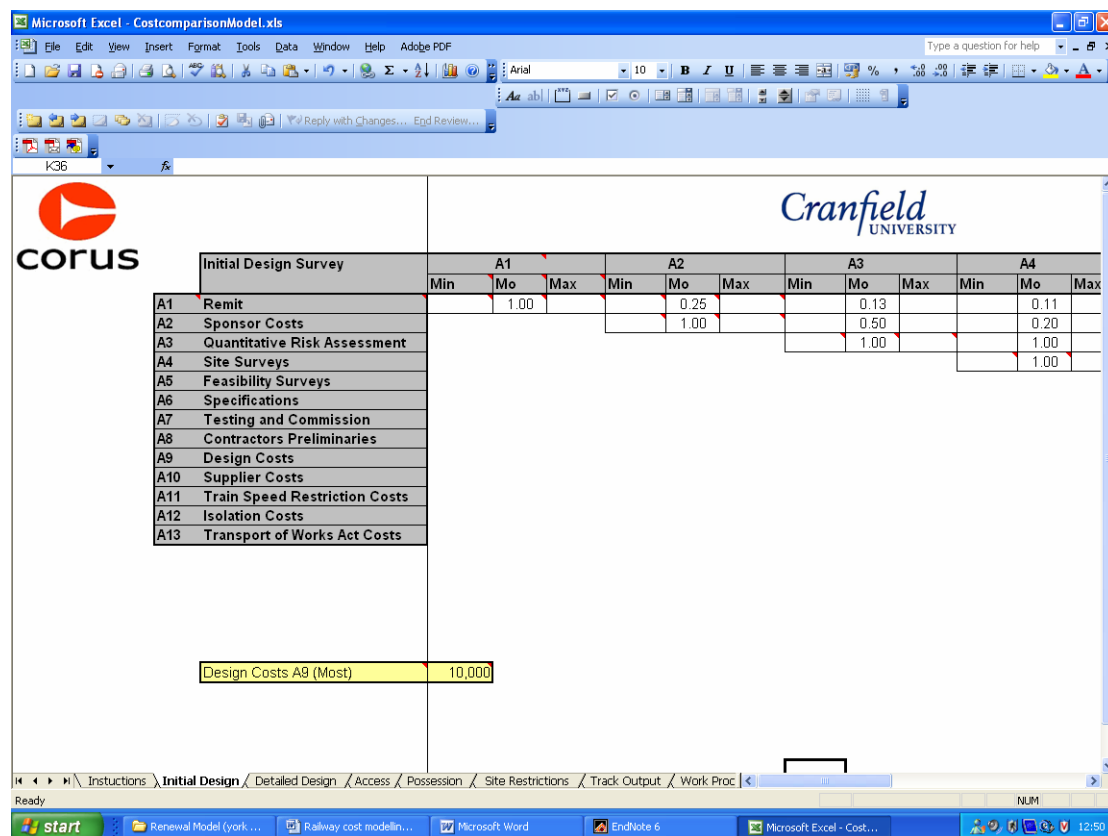 Microsoft Excel - CostcomparisonModel.xls
File Edit View Insert Format Tools Data Window Help Adobe PDF Type a question for help
Arial 10 B I U
Reply with Changes... End Review...
K36 fx
corus
Cranfield
UNIVERSITY
Initial Design Survey A1 A2 A3 A4
Min Mo Max Min Mo Max Min Mo Max Min Mo Max
A1 Remit 1.00 0.25 0.13 0.11
A2 Sponsor Costs 1.00 0.50 0.20
A3 Quantitative Risk Assessment 1.00 1.00
A4 Site Surveys 1.00
A5 Feasibility Surveys
A6 Specifications
A7 Testing and Commission
A8 Contractors Preliminaries
A9 Design Costs
A10 Supplier Costs
A11 Train Speed Restriction Costs
A12 Isolation Costs
A13 Transport of Works Act Costs
Design Costs A9 (Most) 10,000
Instuctions Initial Design Detailed Design Access Possession Site Restrictions Track Output Work Proc
Ready NUM
start Renewal Model (york ... Railway cost modellin... Microsoft Word EndNote 6 Microsoft Excel - Cost... 12:50